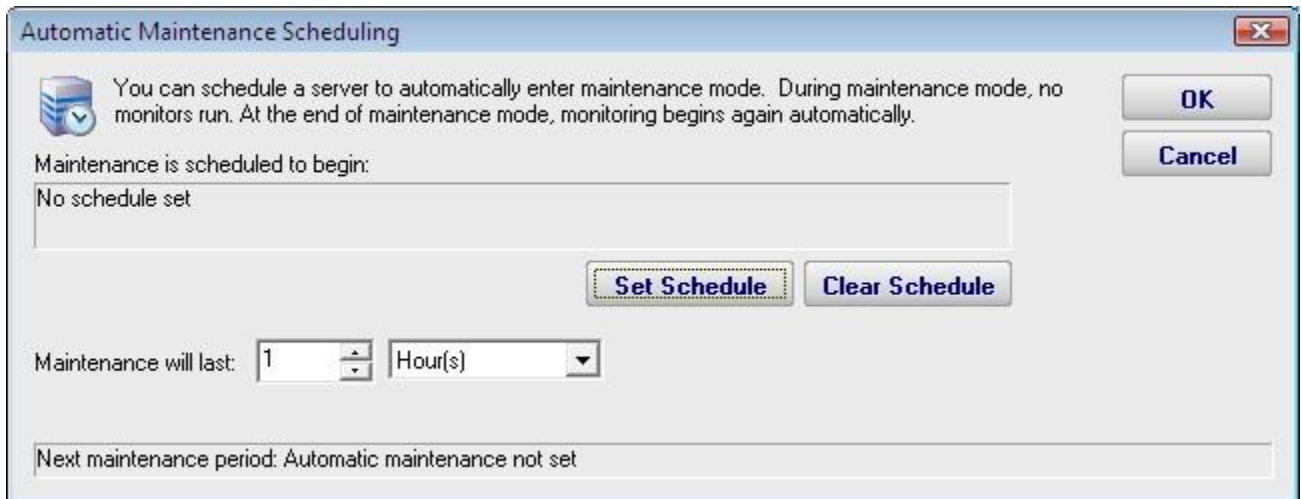 Automatic Maintenance Scheduling
You can schedule a server to automatically enter maintenance mode.  During maintenance mode, no
monitors run. At the end of maintenance mode, monitoring begins again automatically.
OK
Cancel
Maintenance is scheduled to begin:
No schedule set
Set Schedule
Clear Schedule
Maintenance will last: 1 Hour(s)
Next maintenance period: Automatic maintenance not set